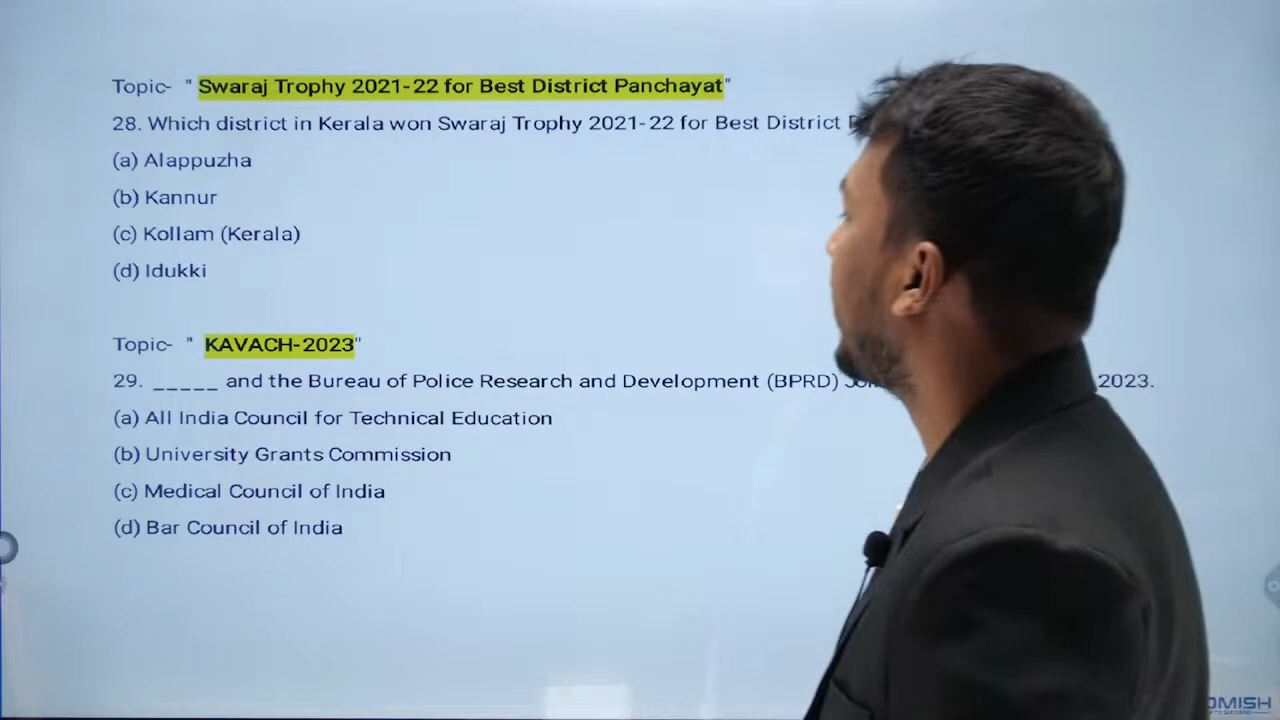 Topic- " Swaraj Trophy 2021-22 for Best District Panchayat"
28. Which district in Kerala won Swaraj Trophy 2021-22 for Best District
(a) Alappuzha
(b) Kannur
(c) Kollam (Kerala)
(d) Idukki
Topic- " KAVACH-2023"
29. _____ and the Bureau of Police Research and Development (BPRD) 2023.
(a) All India Council for Technical Education
(b) University Grants Commission
(c) Medical Council of India
(d) Bar Council of India